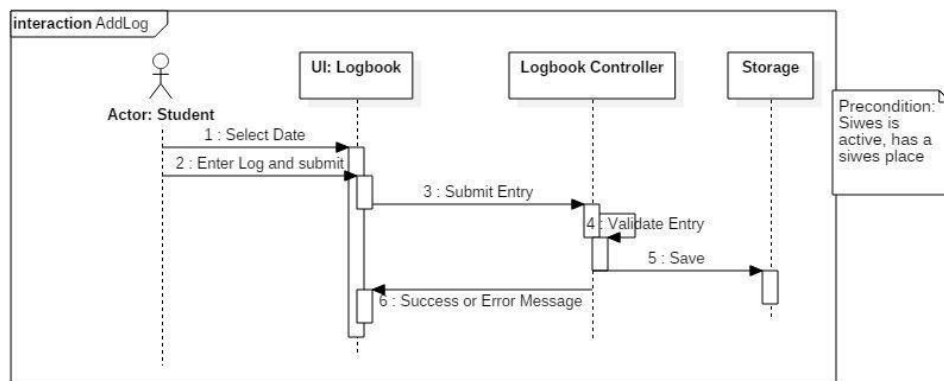 interaction AddLog
UI: Logbook
Logbook Controller
Storage
Actor: Student
Precondition:
Siwes is
active, has a
siwes place
1 : Select Date
2 : Enter Log and submit
3 : Submit Entry
4 : Validate Entry
5 : Save
6 : Success or Error Message